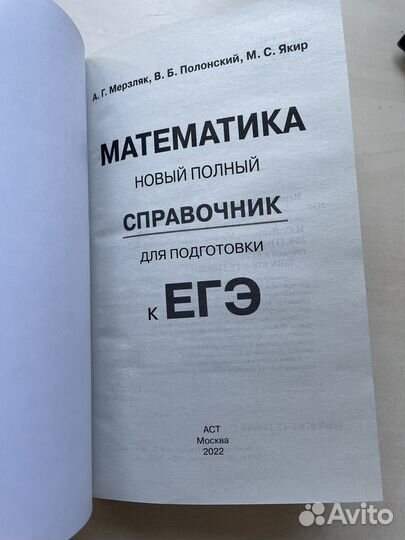 А. Г. Мерзляк, В. Б. Полонский, М. С. Якир
МАТЕМАТИКА
НОВЫЙ ПОЛНЫЙ
СПРАВОЧНИК
ДЛЯ ПОДГОТОВКИ
К ЕГЭ
АСТ
Москва
2022
Avito